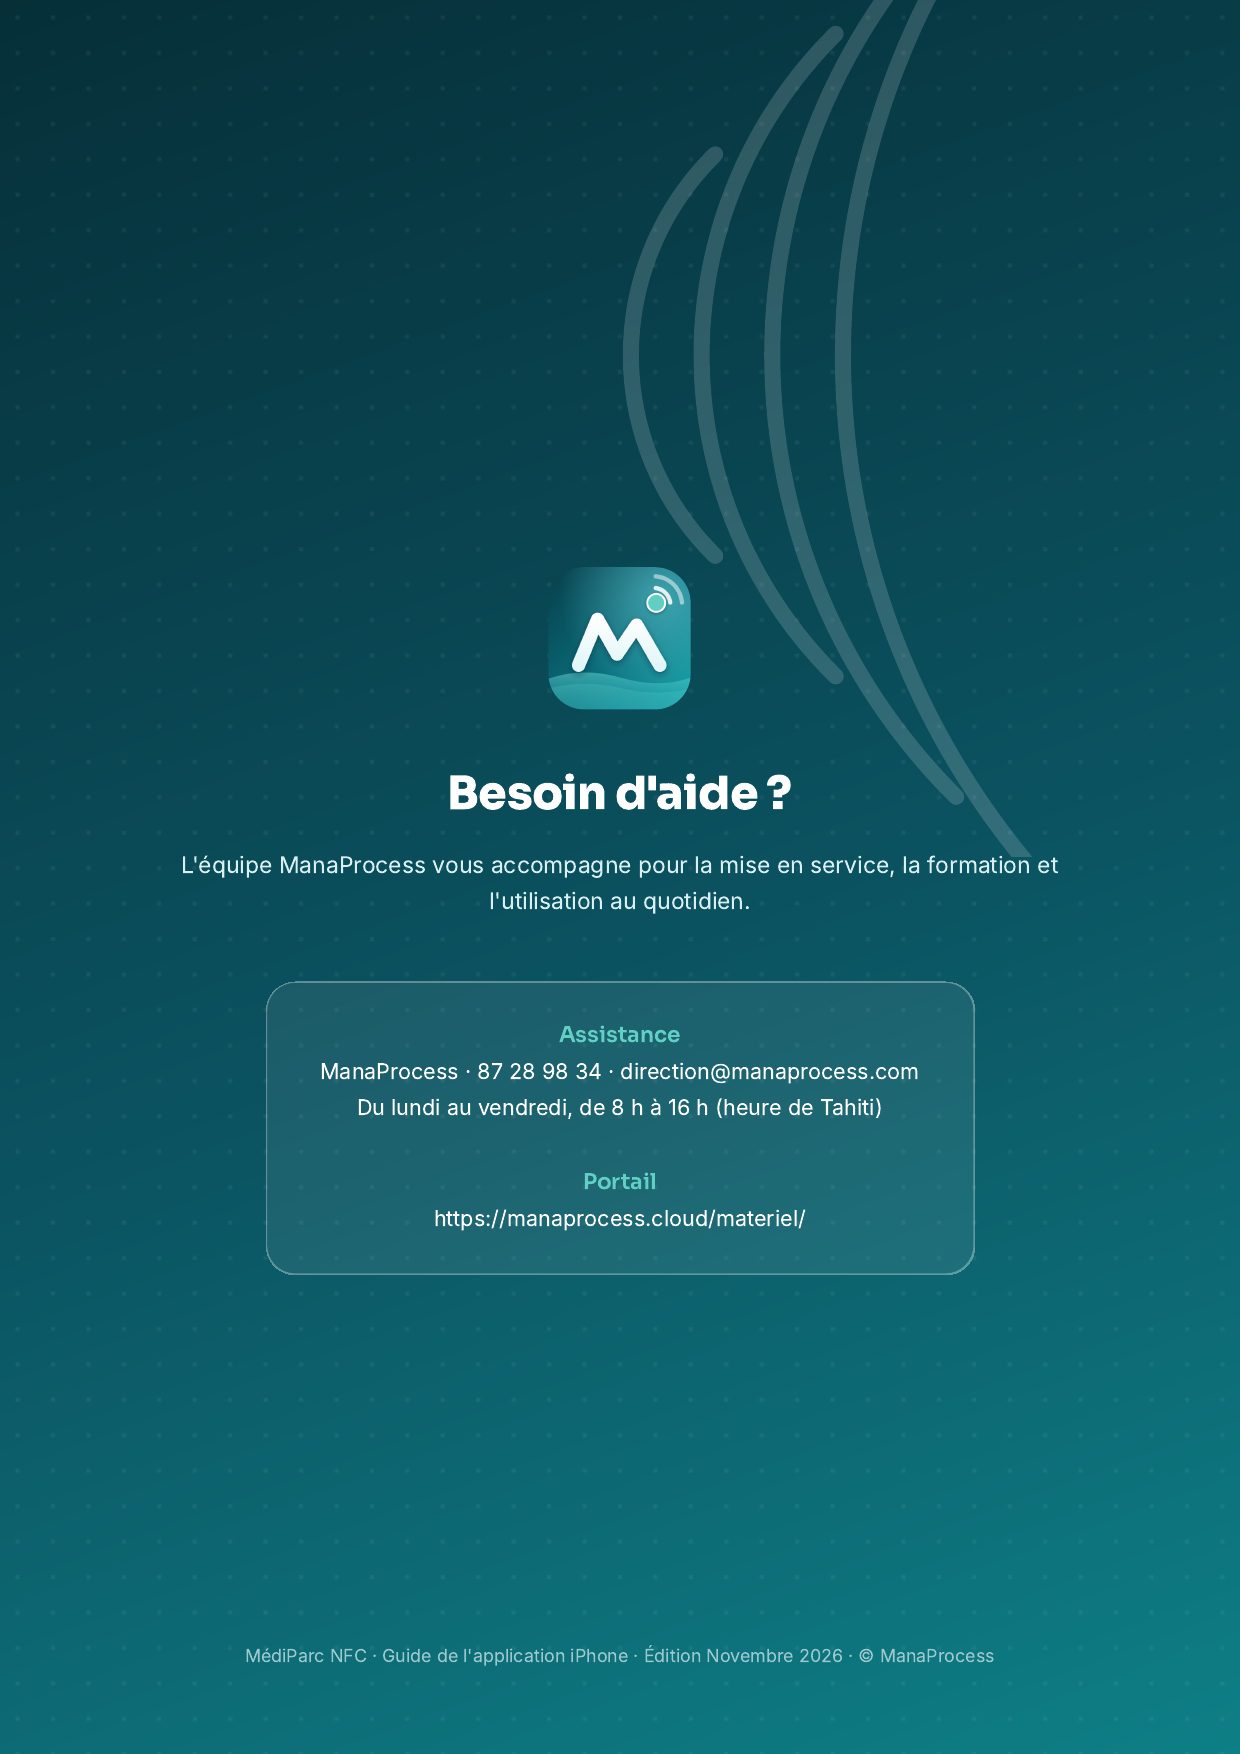 Besoin d'aide ?
L'équipe ManaProcess vous accompagne pour la mise en service, la formation et
l'utilisation au quotidien.
Assistance
ManaProcess · 87 28 98 34 · direction@manaprocess.com
Du lundi au vendredi, de 8 h à 16 h (heure de Tahiti)
Portail
https://manaprocess.cloud/materiel/
MédiParc NFC · Guide de l'application iPhone · Édition Novembre 2026 · © ManaProcess